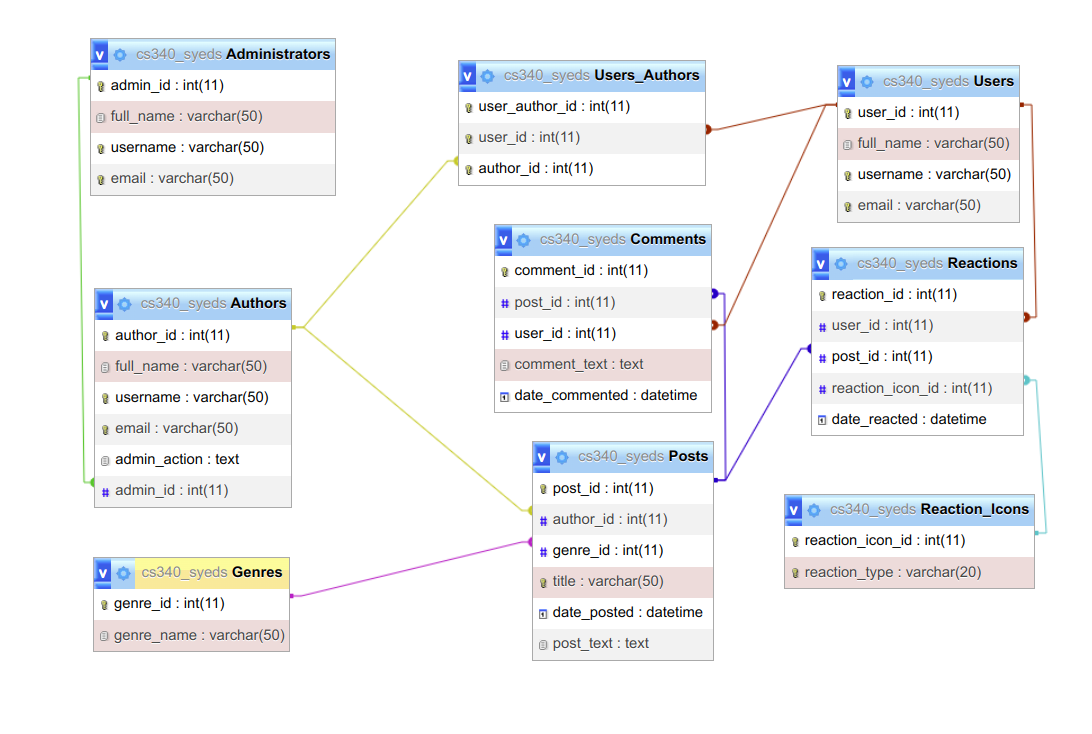 cs340_syeds Administrators
admin_id : int(11)
full_name : varchar(50)
username : varchar(50)
email : varchar(50)
v cs340_syeds Users_Authors
user_author_id : int(11)
user_id : int(11)
author_id : int(11)
v cs340_syeds Users
user_id : int(11)
full_name : varchar(50)
username : varchar(50)
email : varchar(50)
v cs340_syeds Comments
comment_id : int(11)
# post_id : int(11)
# user_id : int(11)
comment_text : text
date_commented : datetime
v cs340_syeds Reactions
reaction_id : int(11)
# user_id : int(11)
# post_id : int(11)
# reaction_icon_id : int(11)
date_reacted : datetime
v cs340_syeds Authors
author_id : int(11)
full_name : varchar(50)
username : varchar(50)
email : varchar(50)
admin_action : text
# admin_id : int(11)
v cs340_syeds Posts
post_id : int(11)
# author_id : int(11)
# genre_id : int(11)
title : varchar(50)
date_posted : datetime
post_text : text
v cs340_syeds Reaction_Icons
reaction_icon_id : int(11)
reaction_type : varchar(20)
v cs340_syeds Genres
genre_id : int(11)
genre_name : varchar(50)